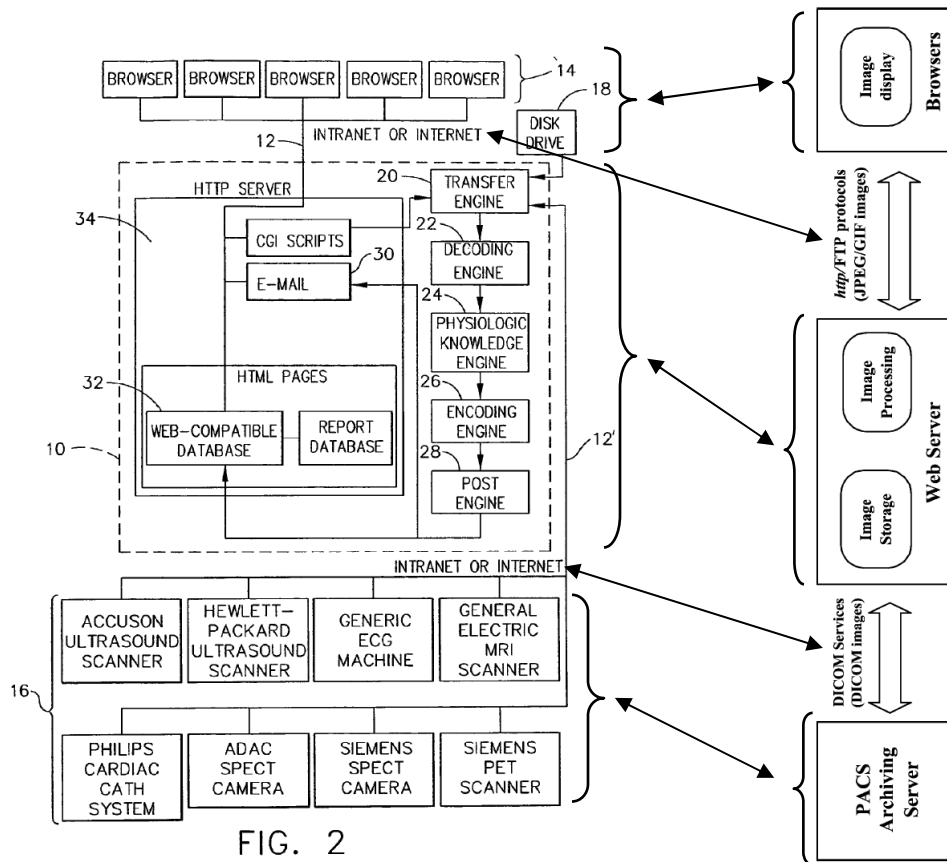 BROWSER BROWSER BROWSER BROWSER BROWSER
14
18
12
INTRANET OR INTERNET
DISK
DRIVE
HTTP SERVER
34
20
TRANSFER
ENGINE
CGI SCRIPTS
22
30
E-MAIL
DECODING
ENGINE
24
PHYSIOLOGIC
KNOWLEDGE
ENGINE
HTML PAGES
32
26
WEB-COMPATIBLE
DATABASE
REPORT
DATABASE
ENCODING
ENGINE
10
28
12'
POST
ENGINE
INTRANET OR INTERNET
16
ACCUSON
ULTRASOUND
SCANNER
HEWLETT-
PACKARD
ULTRASOUND
SCANNER
GENERIC
ECG
MACHINE
GENERAL
ELECTRIC
MRI
SCANNER
PHILIPS
CARDIAC
CATH
SYSTEM
ADAC
SPECT
CAMERA
SIEMENS
SPECT
CAMERA
SIEMENS
PET
SCANNER
FIG. 2
Image
display
Browsers
http/FTP protocols
(JPEG/GIF images)
Image
Processing
Image
Storage
Web Server
DICOM Services
(DICOM images)
PACS
Archiving
Server